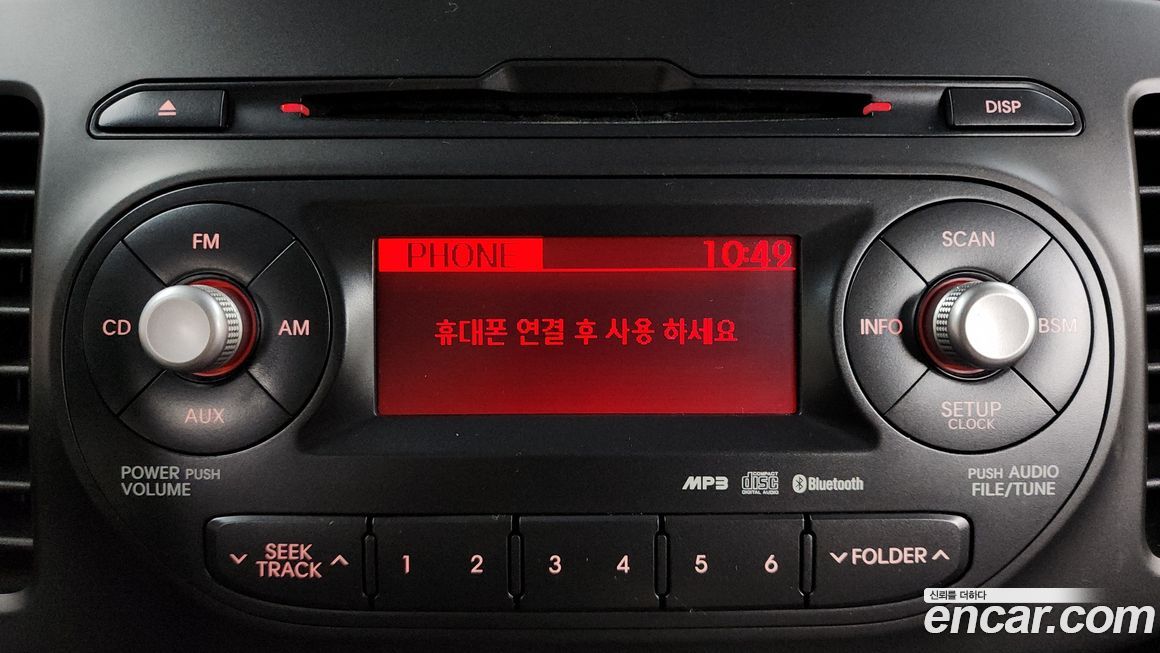 DISP
FM
CD
AM
AUX
POWER PUSH
VOLUME
PHONE
10:49
휴대폰 연결 후 사용 하세요
SCAN
INFO
BSM
SETUP
CLOCK
PUSH AUDIO
FILE/TUNE
MP3
COMPACT
disc
DIGITAL AUDIO
Bluetooth
SEEK
TRACK
1
2
3
4
5
6
FOLDER
신뢰를 더하다
encar.com